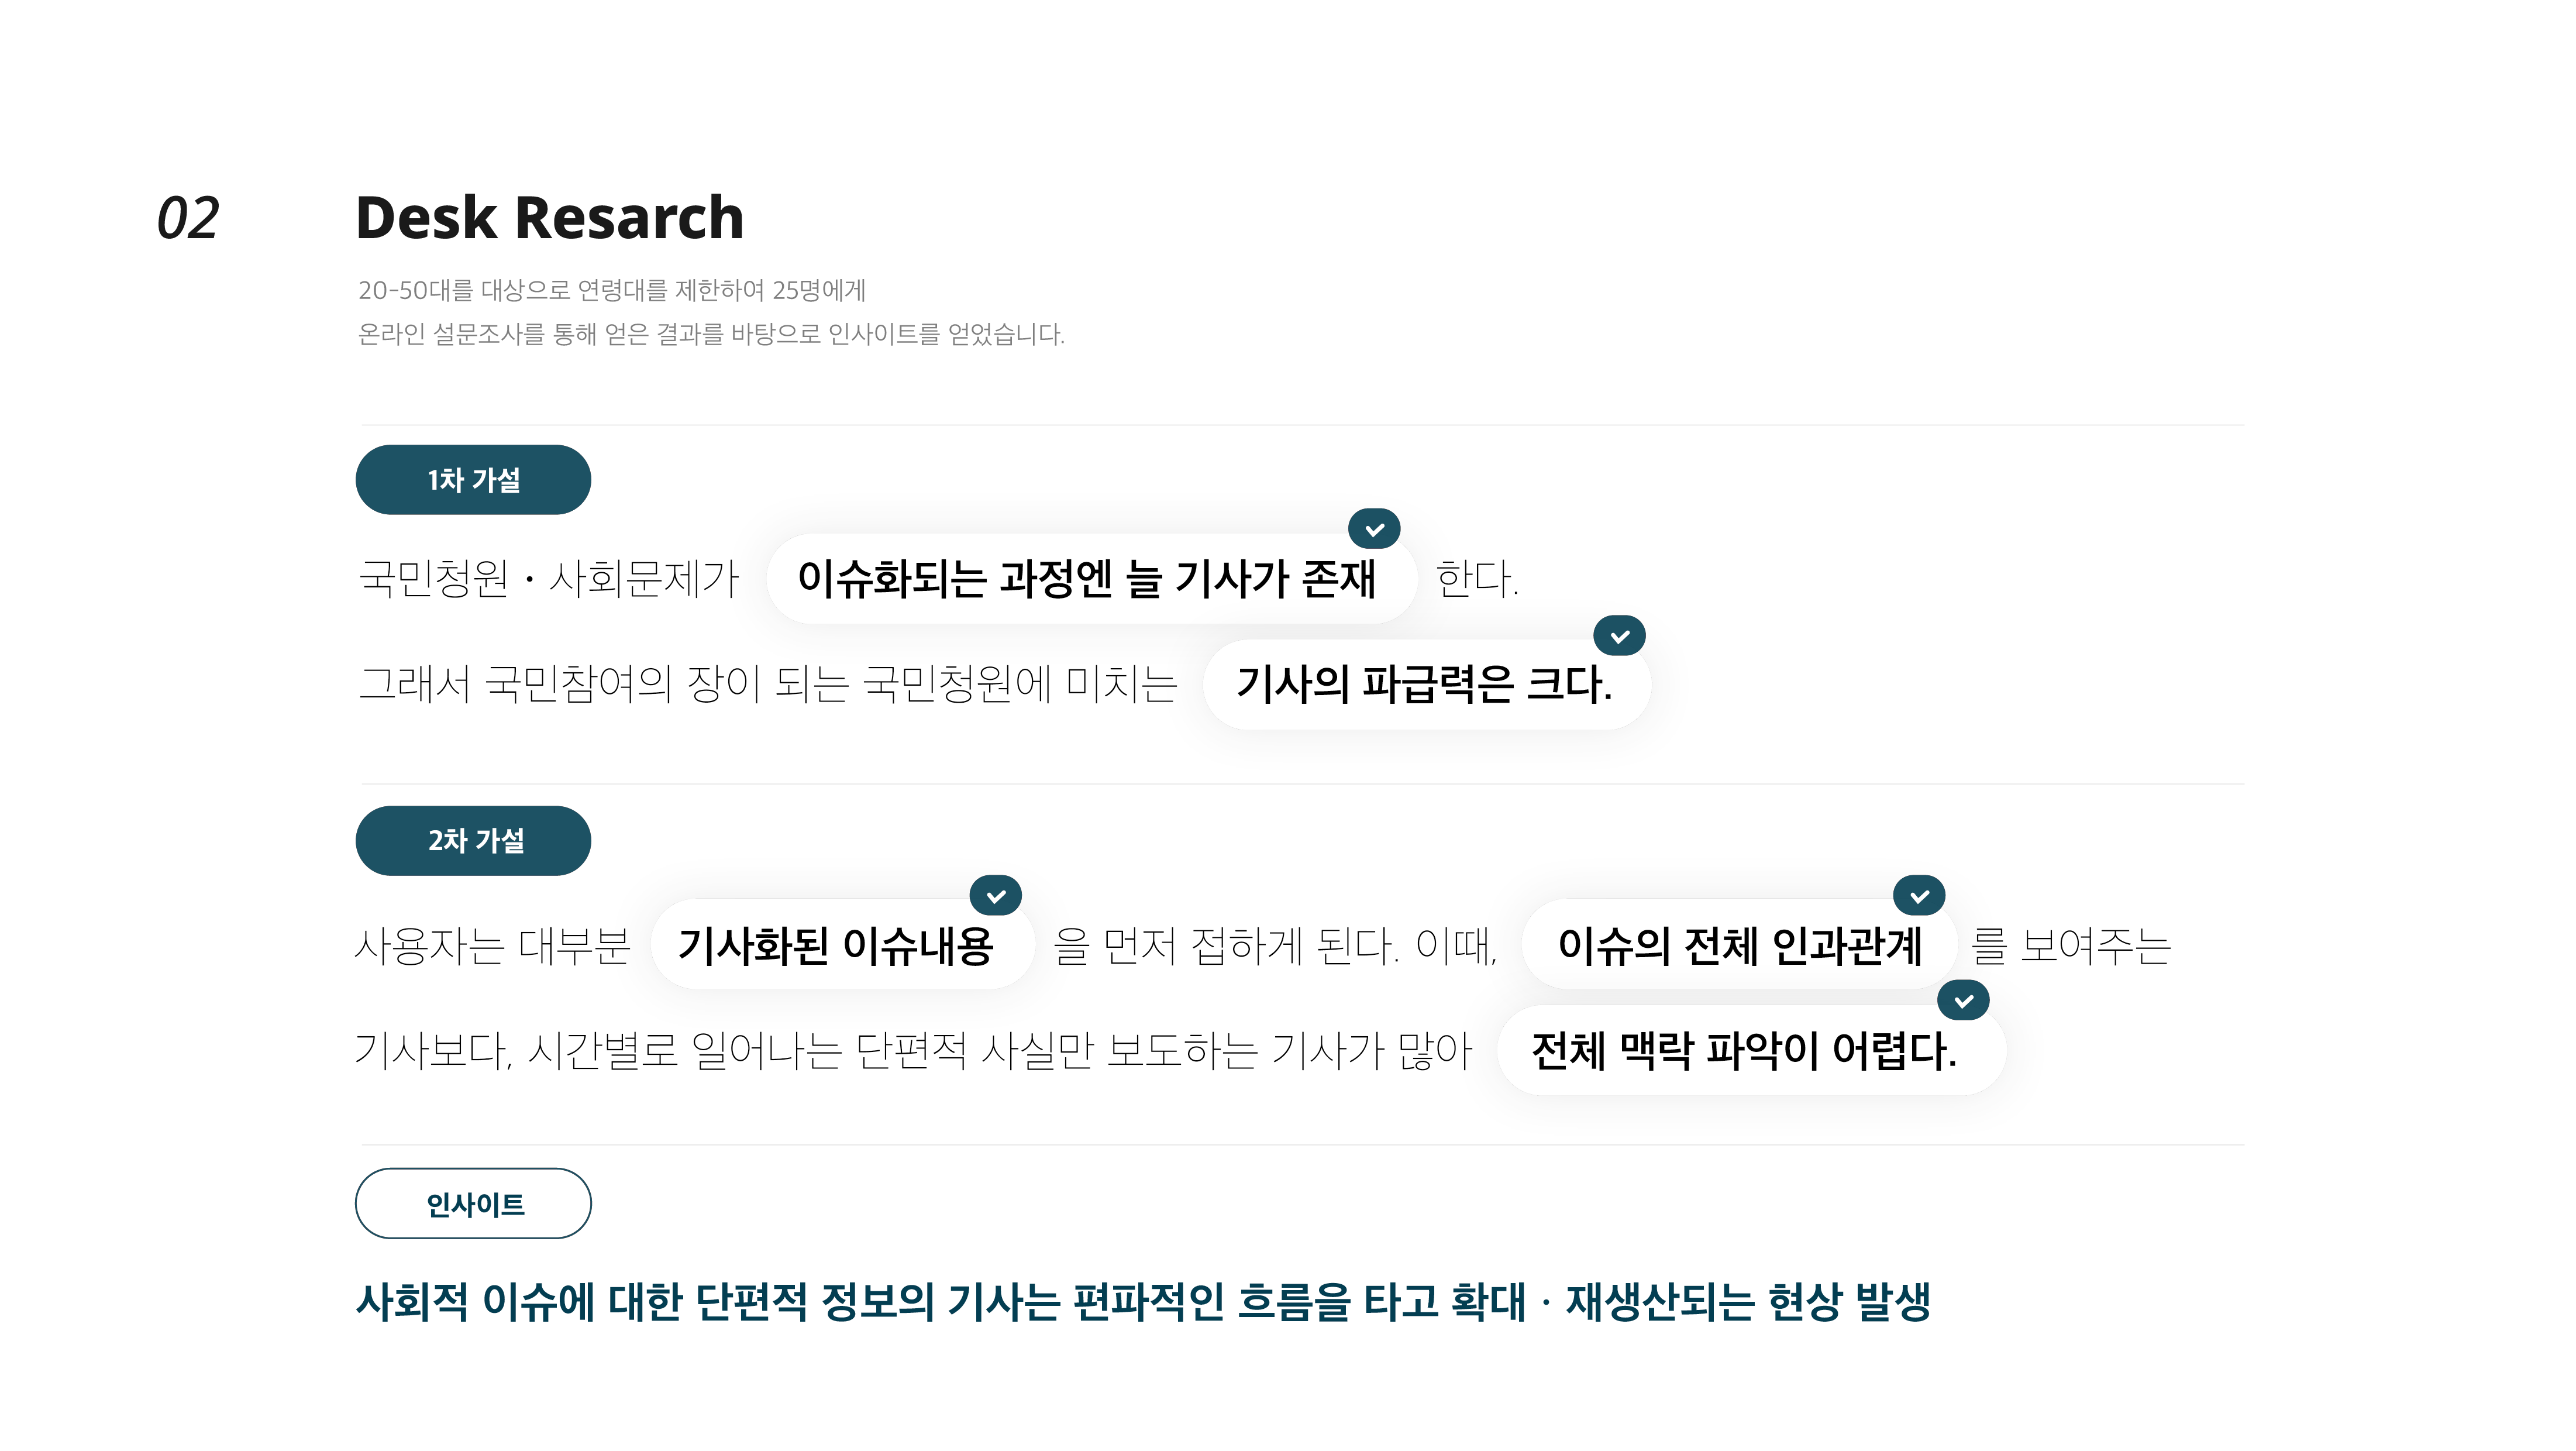 02
Desk Resarch
20-50대를 대상으로 연령대를 제한하여 25명에게
온라인 설문조사를 통해 얻은 결과를 바탕으로 인사이트를 얻었습니다.
1차 가설
국민청원 · 사회문제가 이슈화되는 과정엔 늘 기사가 존재 한다.
그래서 국민참여의 장이 되는 국민청원에 미치는 기사의 파급력은 크다.
2차 가설
사용자는 대부분 기사화된 이슈내용 을 먼저 접하게 된다. 이때, 이슈의 전체 인과관계 를 보여주는
기사보다, 시간별로 일어나는 단편적 사실만 보도하는 기사가 많아 전체 맥락 파악이 어렵다.
인사이트
사회적 이슈에 대한 단편적 정보의 기사는 편파적인 흐름을 타고 확대 · 재생산되는 현상 발생